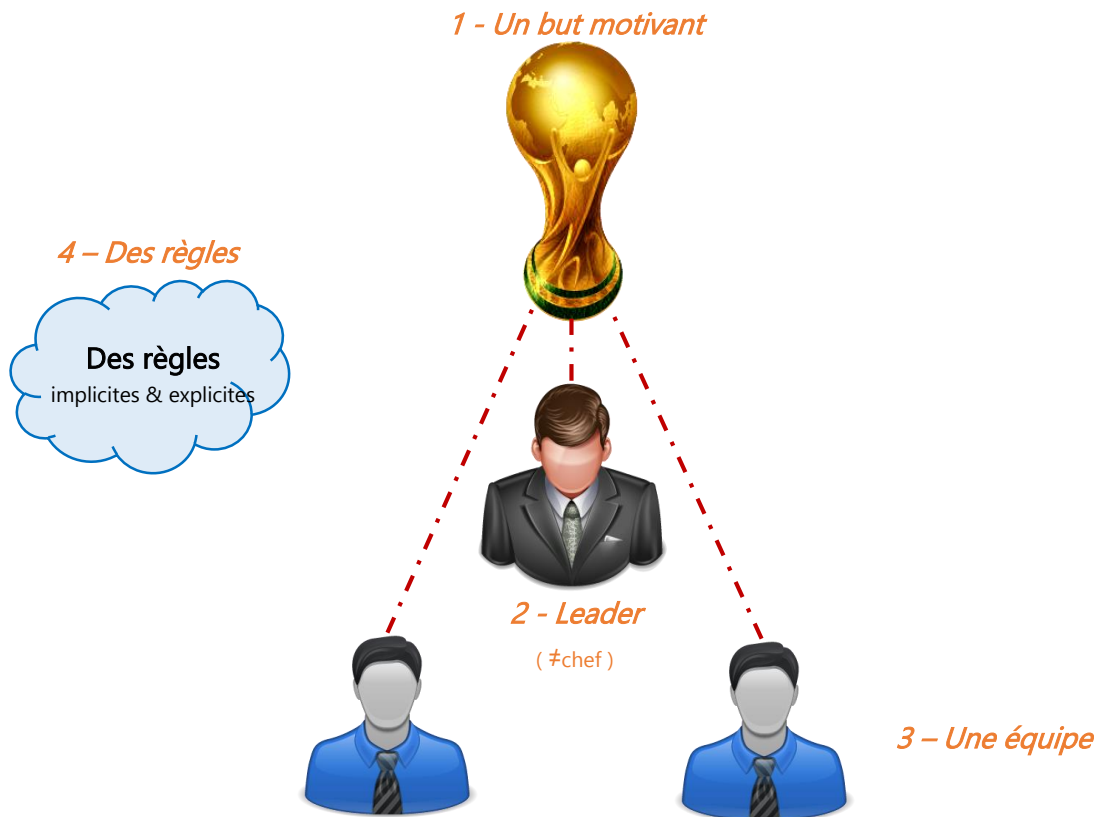 1 - Un but motivant
4 – Des règles
Des règles
implicites & explicites
2 - Leader
( ≠chef )
3 – Une équipe